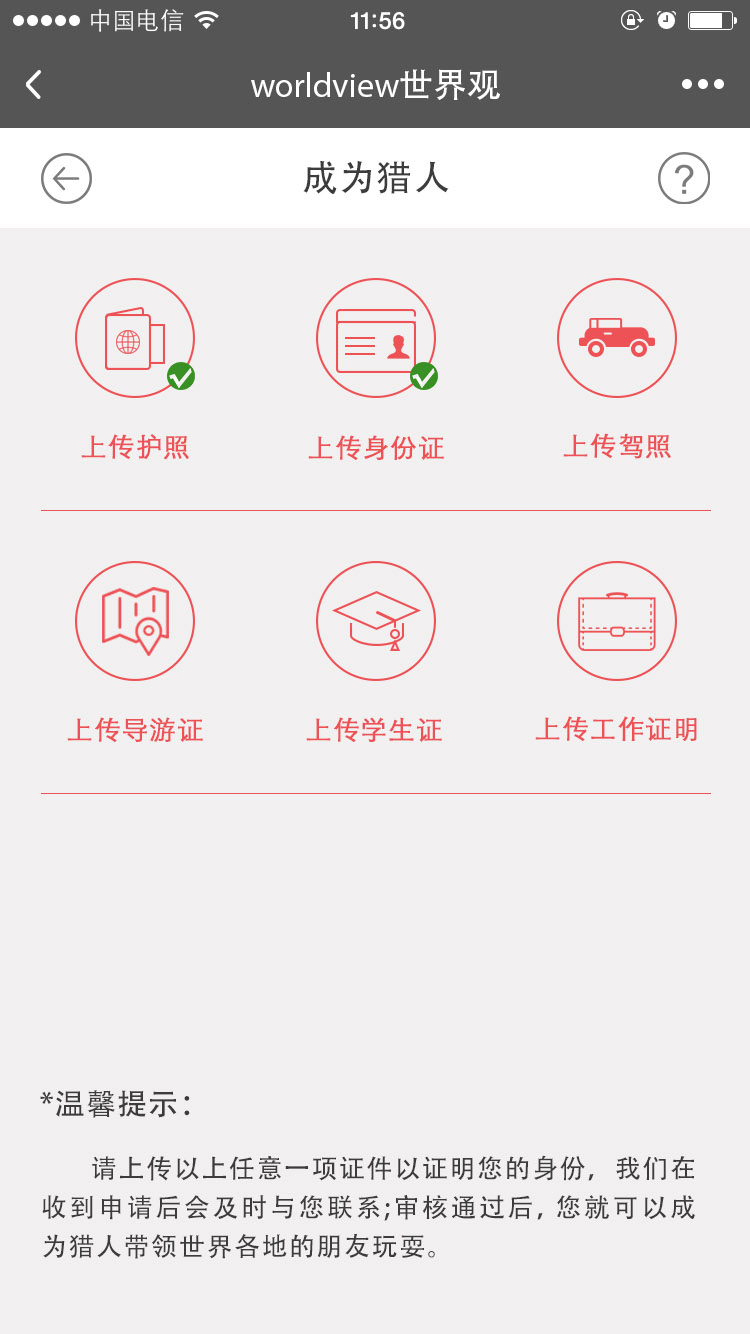 中国电信 11:56
worldview世界观
成为猎人 ?
上传护照 上传身份证 上传驾照
上传导游证 上传学生证 上传工作证明
*温馨提示：
请上传以上任意一项证件以证明您的身份，我们在
收到申请后会及时与您联系;审核通过后，您就可以成
为猎人带领世界各地的朋友玩耍。